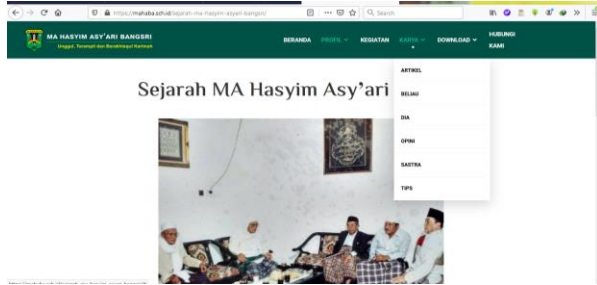 https://mahaba.sch.id/sejarah-ma-hasyim-asyari-bangsri/
Search
MA HASYIM ASY'ARI BANGSRI
Unggul, Terampil dan Berakhlaqul Karimah
BERANDA PROFIL KEGIATAN KARYA DOWNLOAD HUBUNGI KAMI
ARTIKEL
BELIAU
DIA
OPINI
SASTRA
TIPS
Sejarah MA Hasyim Asy'ari